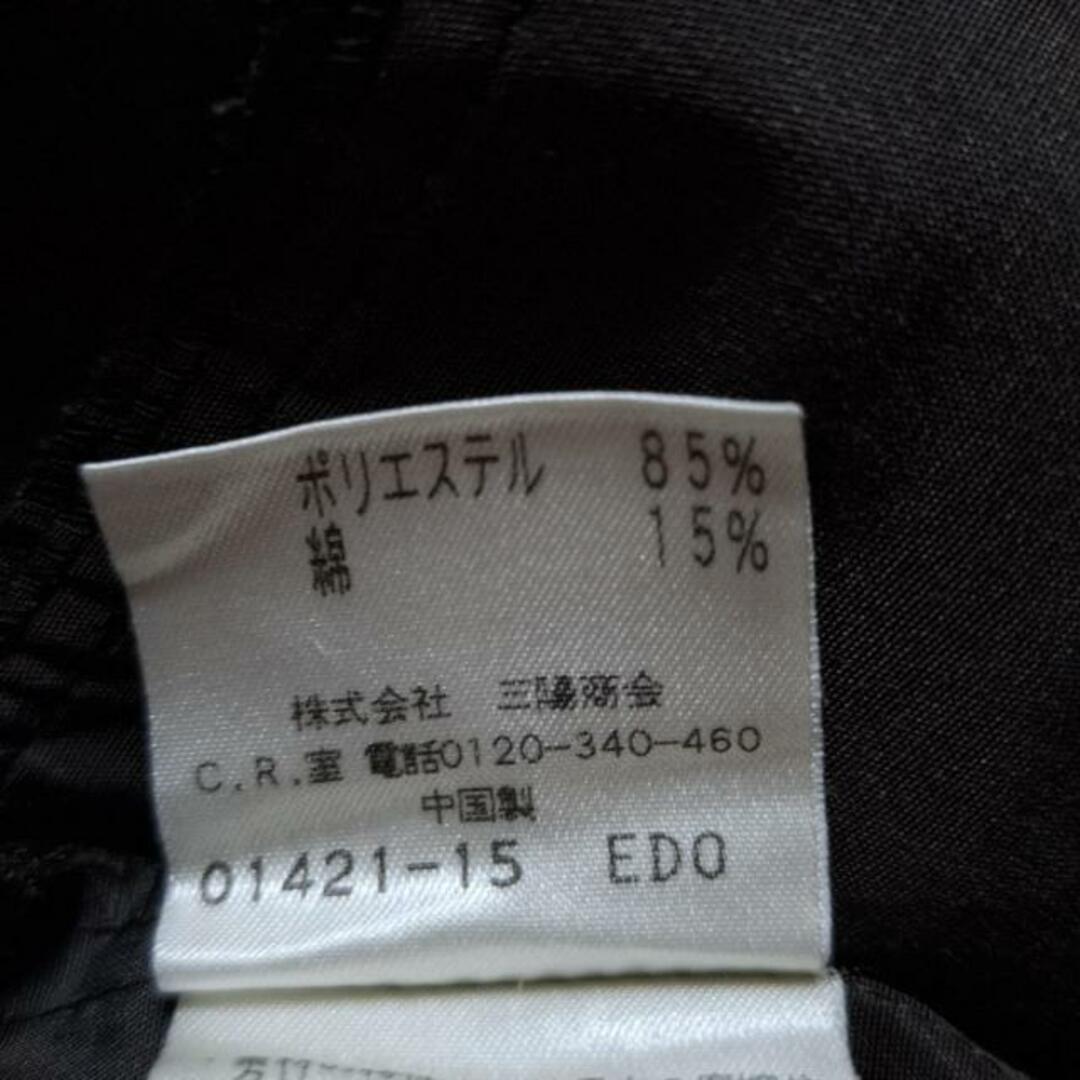 ポリエステル 85%
綿 15%
株式会社 三陽商会
C.R.室 電話0120-340-460
中国製
01421-15 EDO